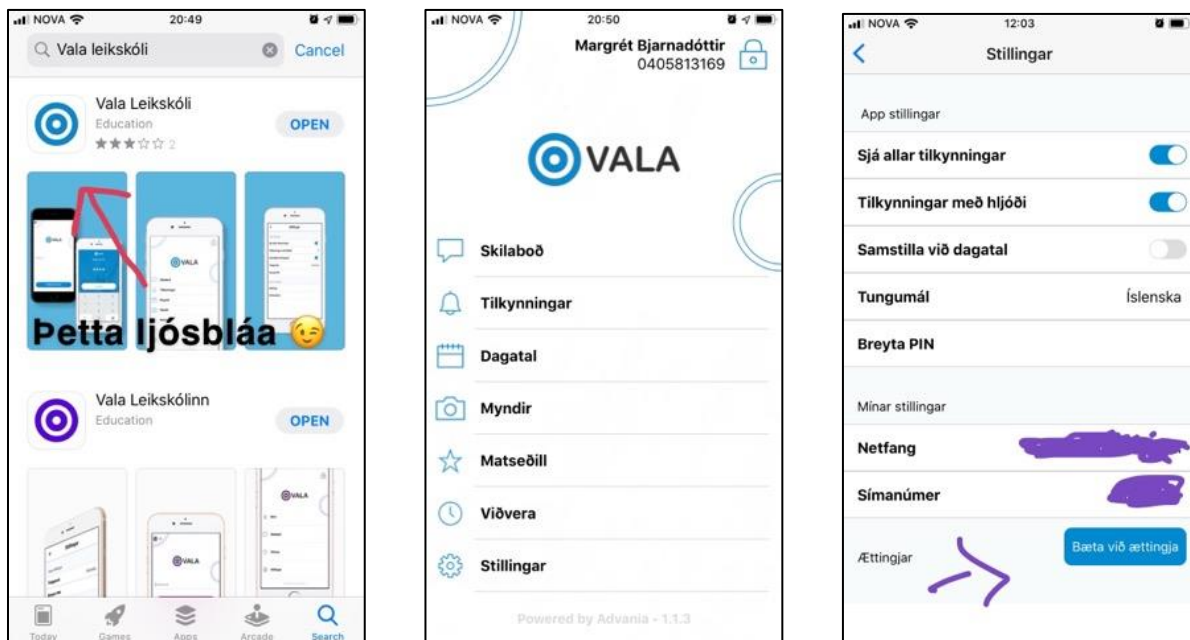 NOVA 20:49
Vala leikskóli Cancel
Vala Leikskóli
Education
OPEN
2
VALA
Þetta ljósbláa 😉
Vala Leikskólinn
Education
OPEN
VALA
VALA
Today Games Apps Arcade Search
NOVA 20:50
Margrét Bjarnadóttir
0405813169
VALA
Skilaboð
Tilkynningar
Dagatal
Myndir
Matseðill
Viðvera
Stillingar
Powered by Advania - 1.1.3
NOVA 12:03
Stillingar
App stillingar
Sjá allar tilkynningar
Tilkynningar með hljóði
Samstilla við dagatal
Tungumál Íslenska
Breyta PIN
Mínar stillingar
Netfang
Símanúmer
Ættingjar Bæta við ættingja